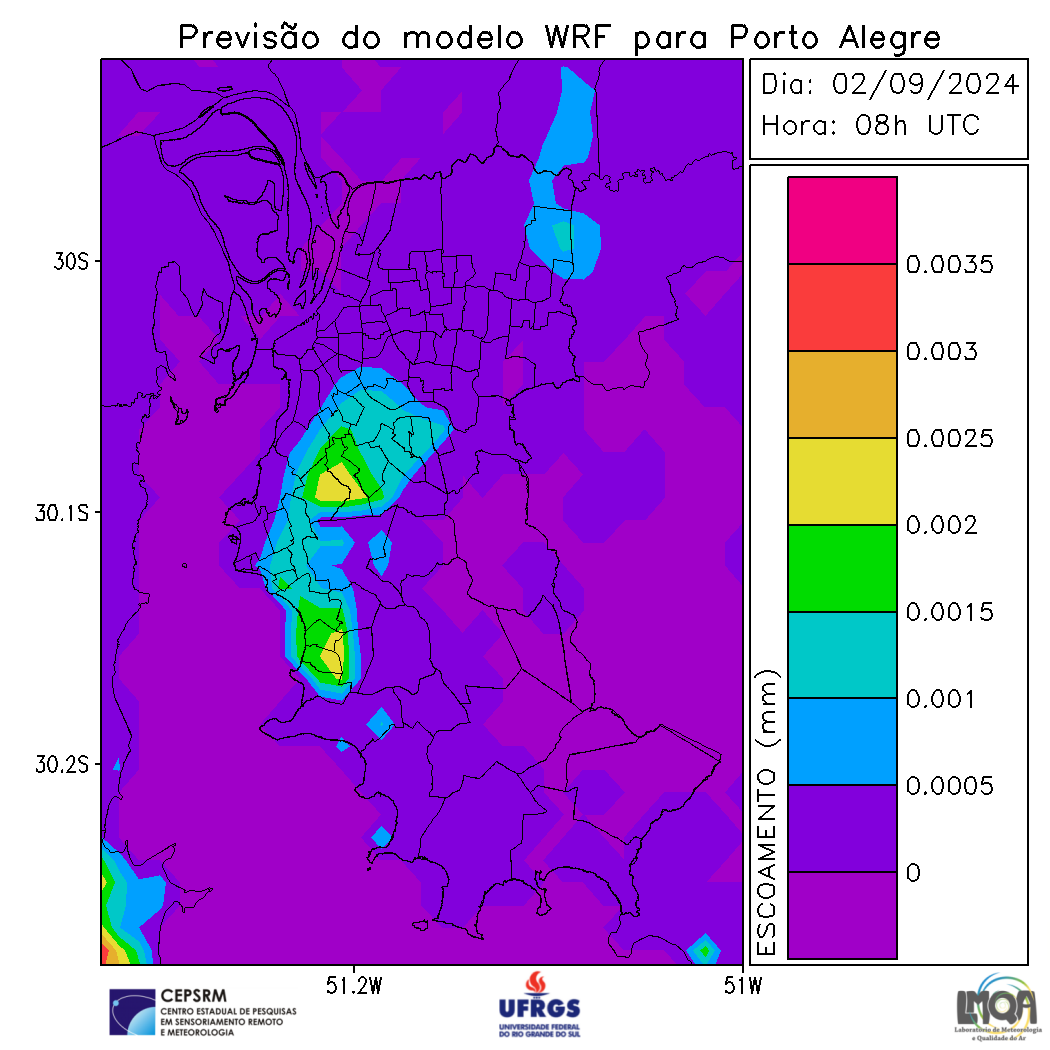 Previsão do modelo WRF para Porto Alegre
Dia: 02/09/2024
Hora: 08h UTC
30S
30.1S
30.2S
51.2W
51W
ESCOAMENTO (mm)
0.0035
0.003
0.0025
0.002
0.0015
0.001
0.0005
0
CEPSRM
CENTRO ESTADUAL DE PESQUISAS
EM SENSORIAMENTO REMOTO
E METEOROLOGIA
UFRGS
UNIVERSIDADE FEDERAL
DO RIO GRANDE DO SUL
LMQA
Laboratório de Meteorologia
e Qualidade do Ar